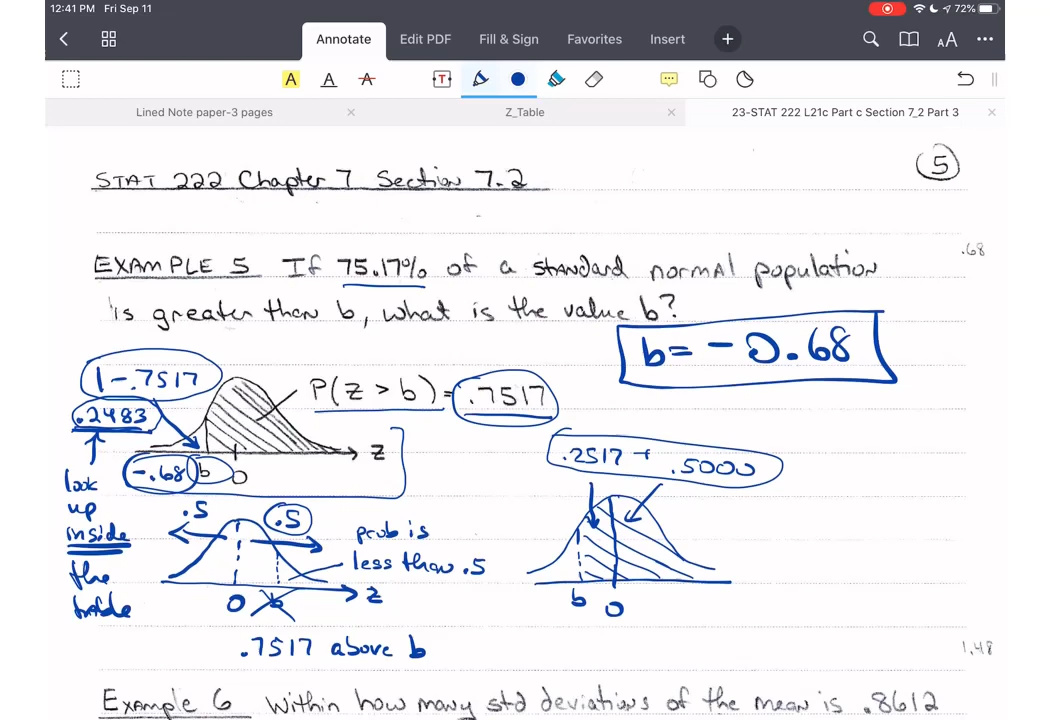 12:41 PM Fri Sep 11
72%
Annotate Edit PDF Fill & Sign Favorites Insert
A A A T
AA
Lined Note paper-3 pages
Z_Table
23-STAT 222 L21c Part c Section 7_2 Part 3
STAT 222 Chapter 7 Section 7.2
5
EXAMPLE 5 If 75.17% of a standard normal population
.68
is greater than b, what is the value b?
b = -0.68
1-.7517
P(Z > b) = .7517
.2483
z
.2517 + .5000
-.68 b 0
look
up
inside
the
table
.5 .5
prob is
less than .5
0 b z
b 0
.7517 above b
1.48
Example 6 Within how many std deviations of the mean is .8612